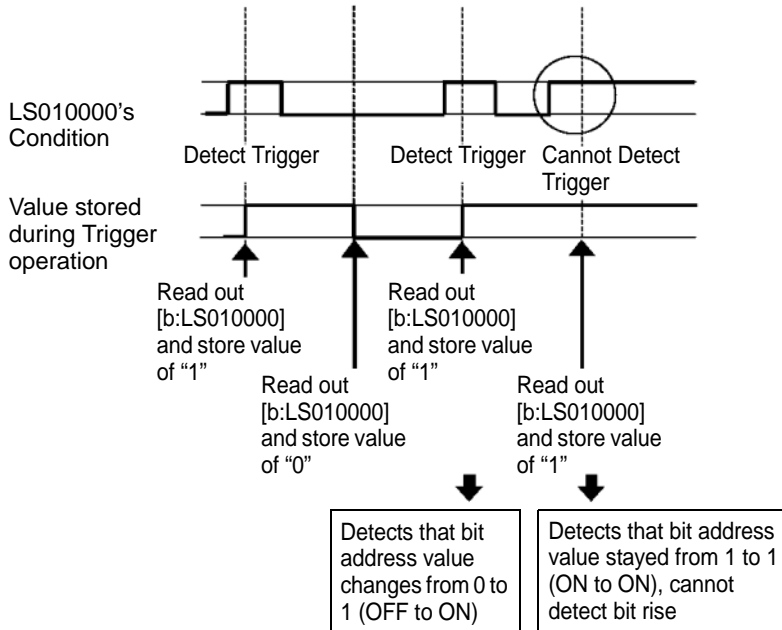 LS010000's
Condition
Detect Trigger
Detect Trigger
Cannot Detect
Trigger
Value stored
during Trigger
operation
Read out
[b:LS010000]
and store value
of “1”
Read out
[b:LS010000]
and store value
of “0”
Read out
[b:LS010000]
and store value
of “1”
Read out
[b:LS010000]
and store value
of “1”
Detects that bit
address value
changes from 0 to
1 (OFF to ON)
Detects that bit address
value stayed from 1 to 1
(ON to ON), cannot
detect bit rise